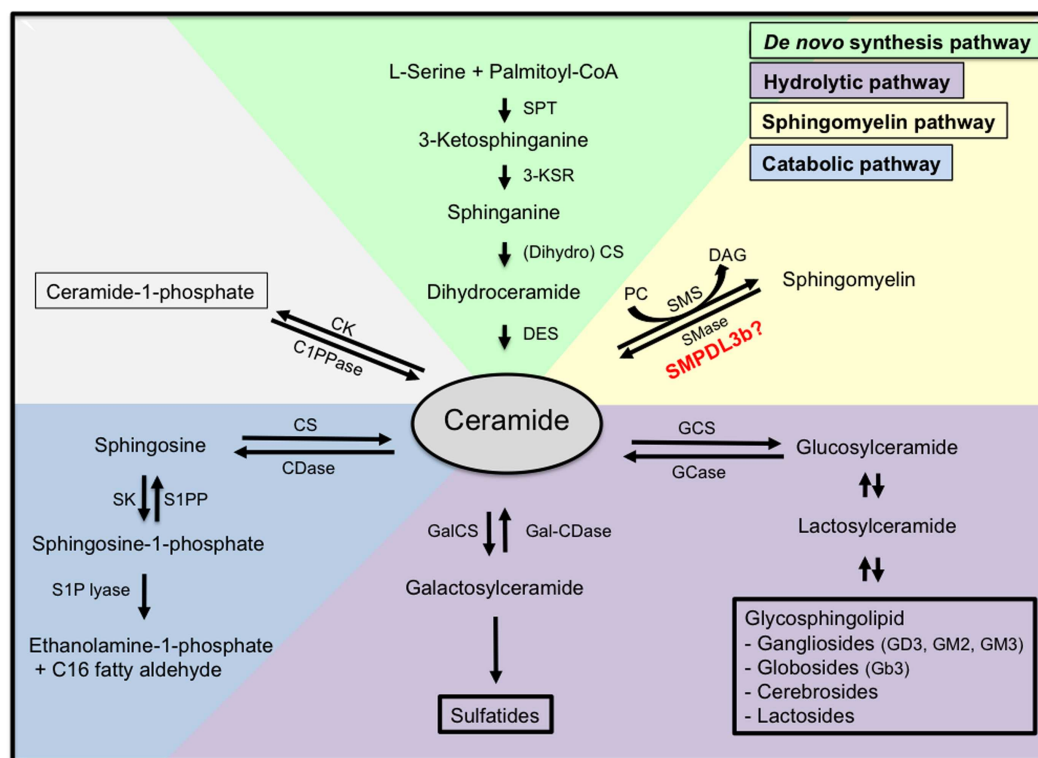 De novo synthesis pathway
Hydrolytic pathway
Sphingomyelin pathway
Catabolic pathway
L-Serine + Palmitoyl-CoA
SPT
3-Ketosphinganine
3-KSR
Sphinganine
(Dihydro) CS
Dihydroceramide
DES
Ceramide-1-phosphate
CK
C1PPase
PC
SMS
DAG
SMase
SMPDL3b?
Sphingomyelin
Ceramide
Sphingosine
CS
CDase
SK
S1PP
Sphingosine-1-phosphate
S1P lyase
Ethanolamine-1-phosphate
+ C16 fatty aldehyde
GalCS
Gal-CDase
Galactosylceramide
Sulfatides
GCS
GCase
Glucosylceramide
Lactosylceramide
Glycosphingolipid
- Gangliosides (GD3, GM2, GM3)
- Globosides (Gb3)
- Cerebrosides
- Lactosides